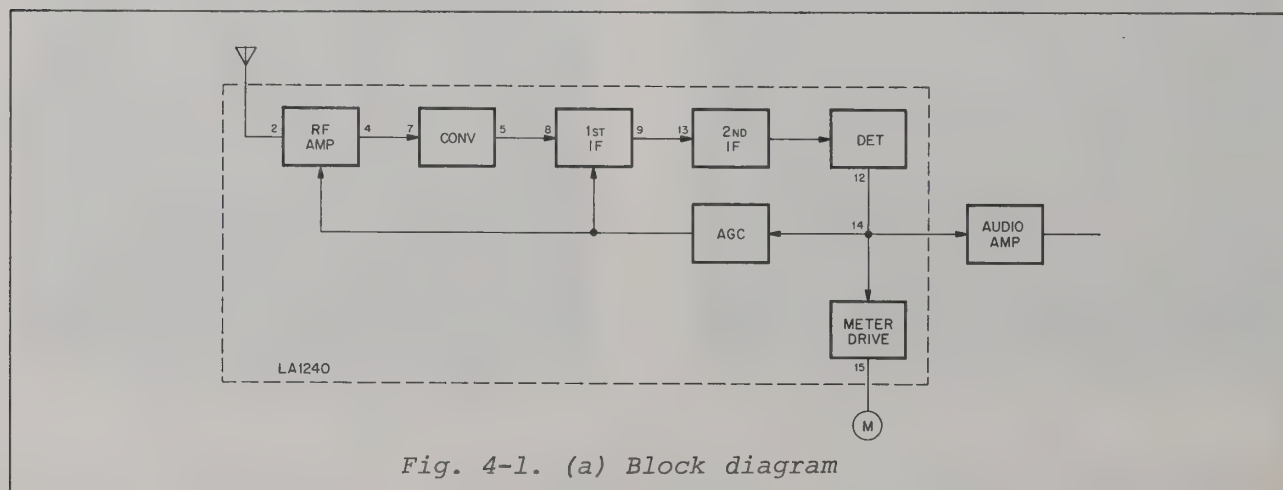 2 RF AMP 4
7 CONV 5
8 1ST IF 9
13 2ND IF
DET
12
AGC
14
AUDIO AMP
METER DRIVE
15
LA1240
M
Fig. 4-1. (a) Block diagram